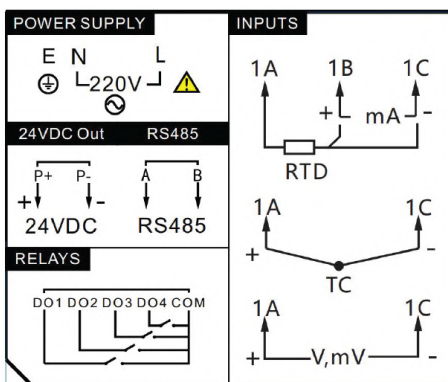 POWER SUPPLY
E N L
220V
24VDC Out RS485
P+ P- A B
+ - 
24VDC RS485
RELAYS
DO1 DO2 DO3 DO4 COM
INPUTS
1A 1B 1C
+ mA -
RTD
1A 1C
+ -
TC
1A 1C
+ V,mV -